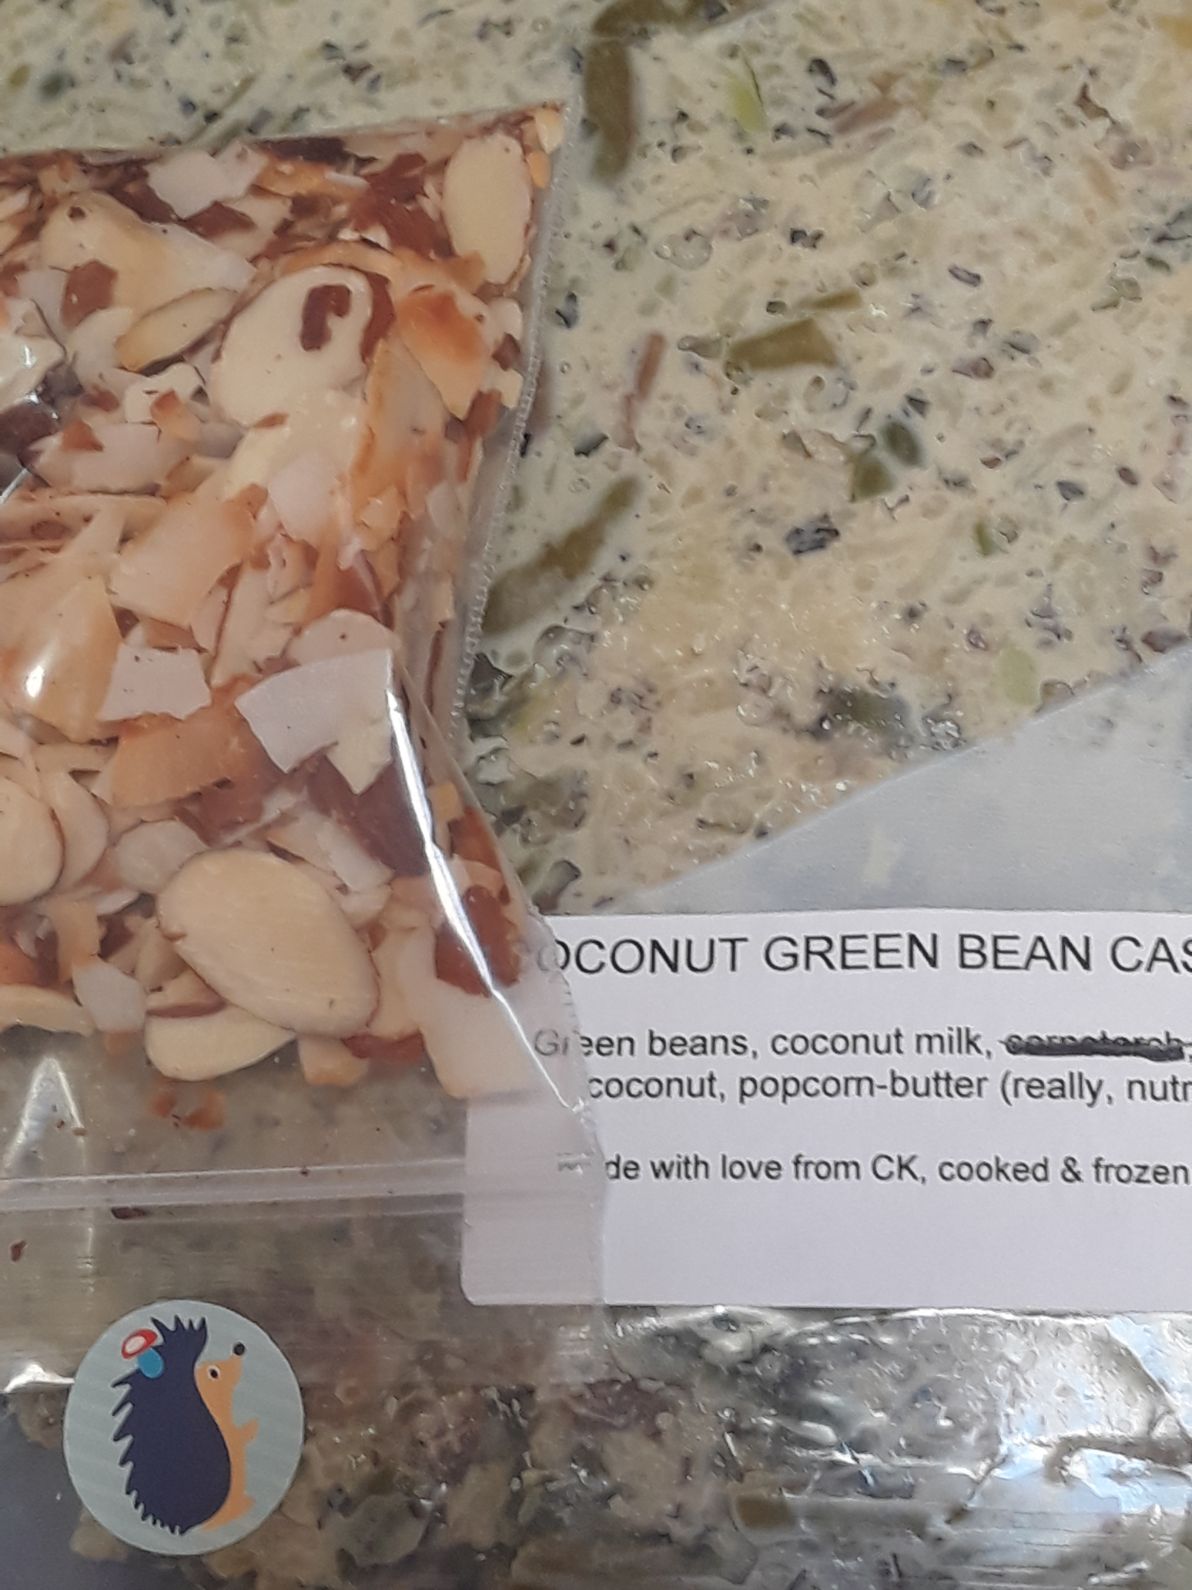 OCONUT GREEN BEAN CAS
Green beans, coconut milk, cornstarch,
coconut, popcorn-butter (really, nutr
de with love from CK, cooked & frozen